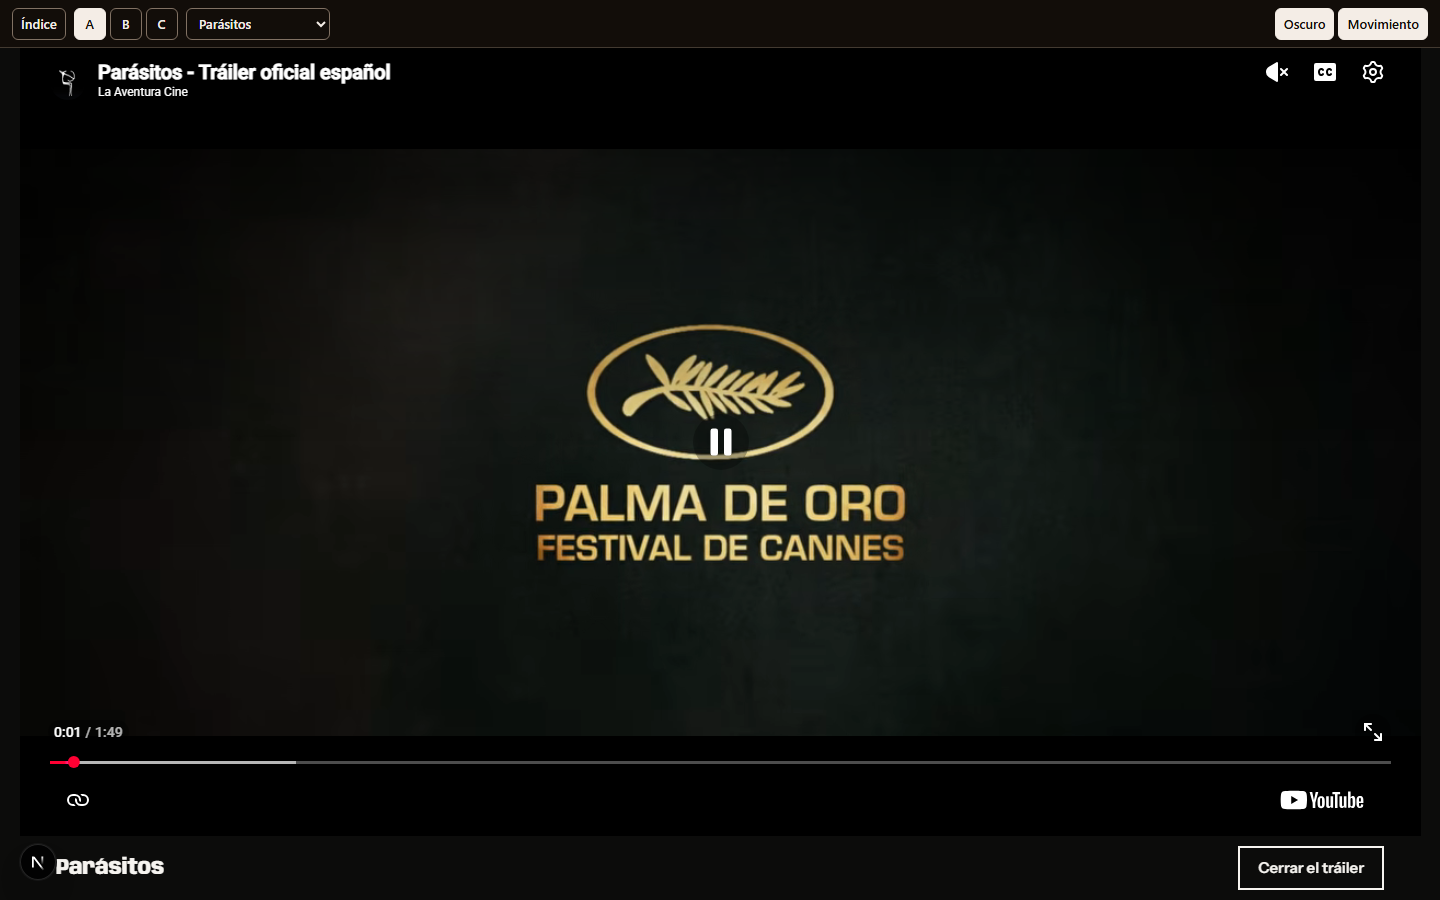 Índice A B C Parásitos Oscuro Movimiento
Parásitos - Tráiler oficial español
La Aventura Cine
CC
PALMA DE ORO
FESTIVAL DE CANNES
0:01 / 1:49
YouTube
N Parásitos Cerrar el tráiler